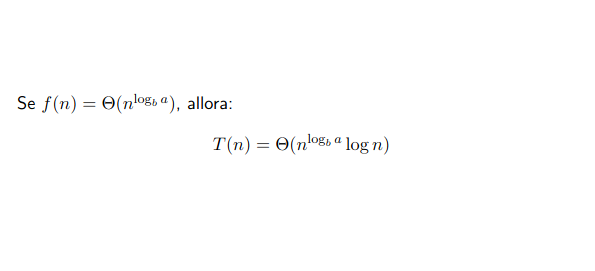 Se f(n) = Θ(n^{log_b a}), allora:
T(n) = Θ(n^{log_b a} log n)